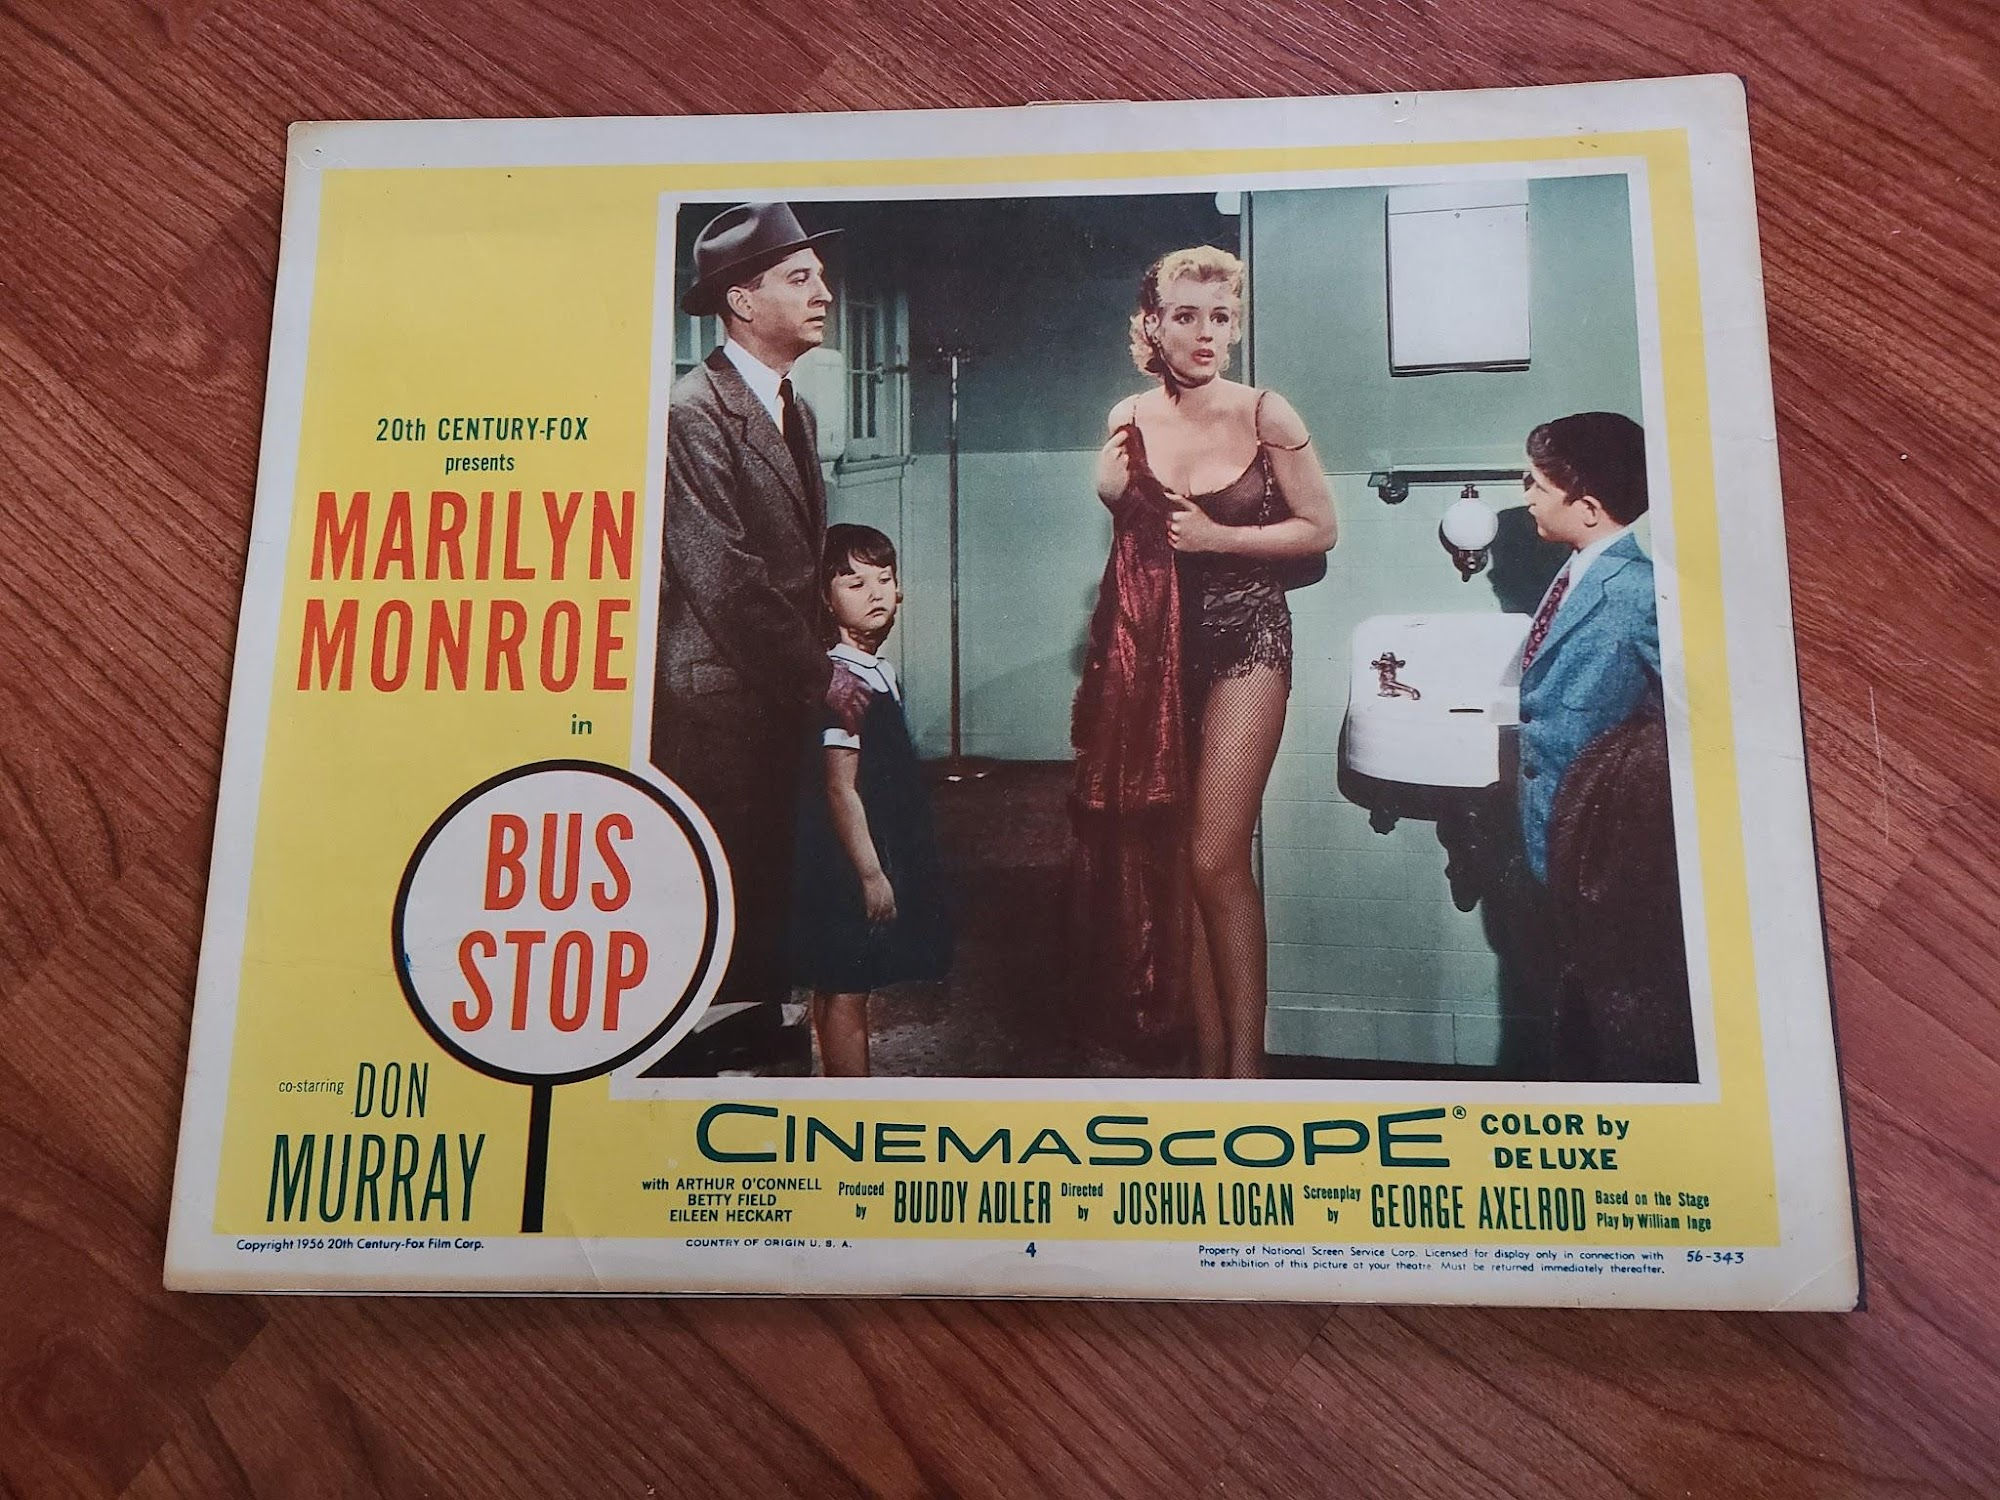 20th CENTURY-FOX
presents
MARILYN
MONROE
in
BUS
STOP
co-starring DON
MURRAY
CINEMASCOPE® COLOR by
DE LUXE
with ARTHUR O'CONNELL
BETTY FIELD
EILEEN HECKART
Produced
by
BUDDY ADLER
Directed
by
JOSHUA LOGAN
Screenplay
by
GEORGE AXELROD
Based on the Stage
Play by William Inge
Copyright 1956 20th Century-Fox Film Corp.
COUNTRY OF ORIGIN U. S. A.
4
Property of National Screen Service Corp. Licensed for display only in connection with
the exhibition of this picture at your theatre. Must be returned immediately thereafter.
56-343